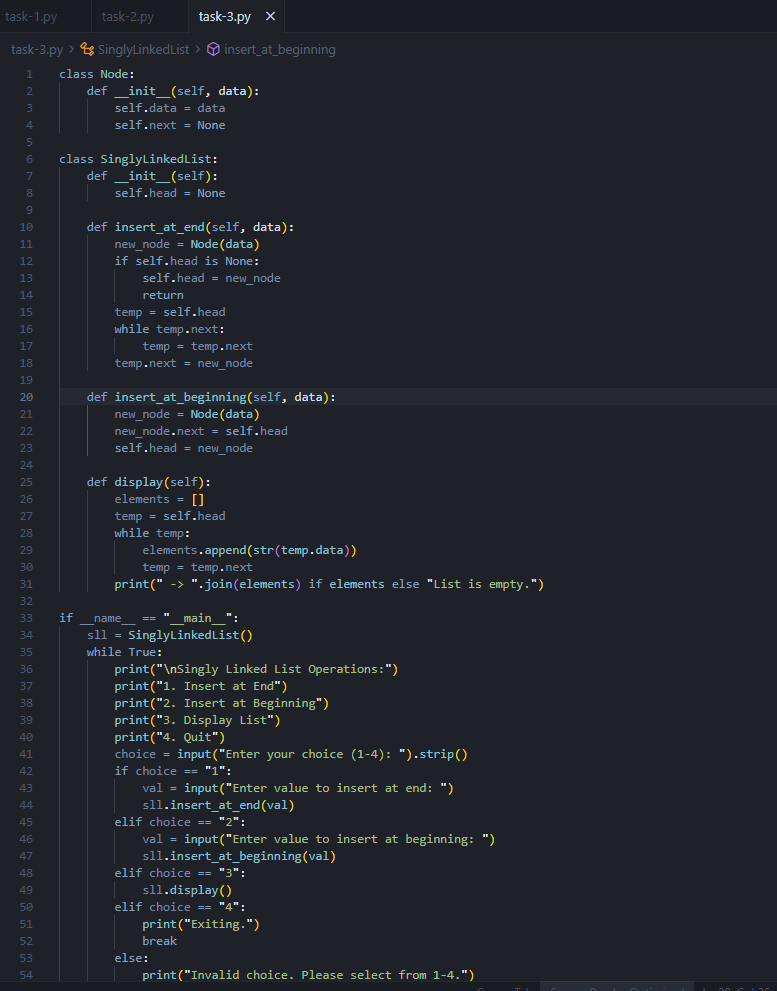 task-1.py task-2.py task-3.py
task-3.py > SinglyLinkedList > insert_at_beginning
1 class Node:
2     def __init__(self, data):
3         self.data = data
4         self.next = None
5
6 class SinglyLinkedList:
7     def __init__(self):
8         self.head = None
9
10     def insert_at_end(self, data):
11         new_node = Node(data)
12         if self.head is None:
13             self.head = new_node
14             return
15         temp = self.head
16         while temp.next:
17             temp = temp.next
18         temp.next = new_node
19
20     def insert_at_beginning(self, data):
21         new_node = Node(data)
22         new_node.next = self.head
23         self.head = new_node
24
25     def display(self):
26         elements = []
27         temp = self.head
28         while temp:
29             elements.append(str(temp.data))
30             temp = temp.next
31         print(" -> ".join(elements) if elements else "List is empty.")
32
33 if __name__ == "__main__":
34     sll = SinglyLinkedList()
35     while True:
36         print("\nSingly Linked List Operations:")
37         print("1. Insert at End")
38         print("2. Insert at Beginning")
39         print("3. Display List")
40         print("4. Quit")
41         choice = input("Enter your choice (1-4): ").strip()
42         if choice == "1":
43             val = input("Enter value to insert at end: ")
44             sll.insert_at_end(val)
45         elif choice == "2":
46             val = input("Enter value to insert at beginning: ")
47             sll.insert_at_beginning(val)
48         elif choice == "3":
49             sll.display()
50         elif choice == "4":
51             print("Exiting.")
52             break
53         else:
54             print("Invalid choice. Please select from 1-4.")